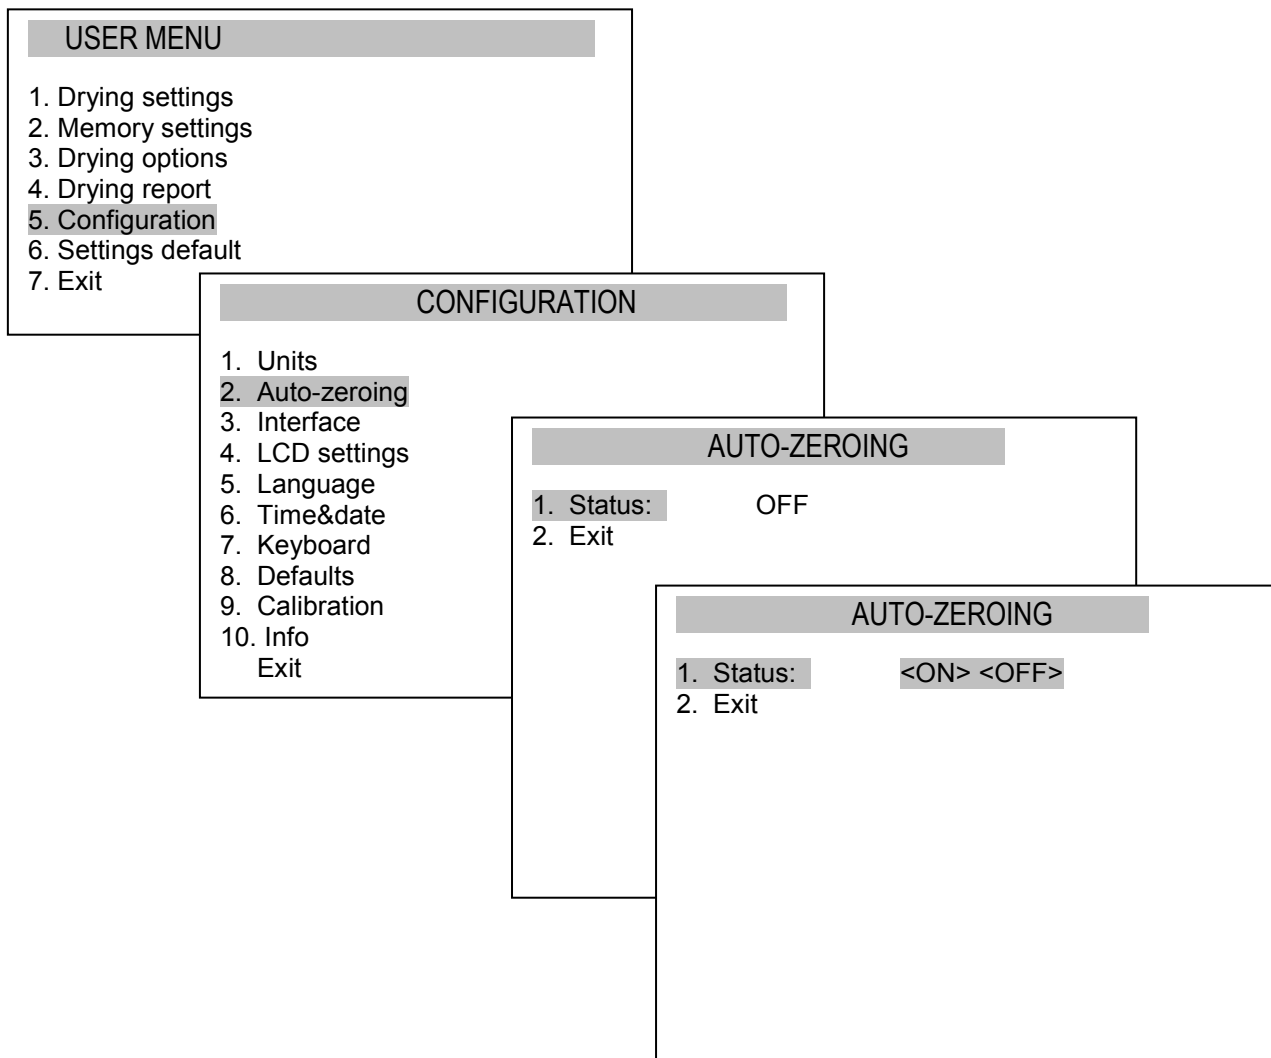 USER MENU
1. Drying settings
2. Memory settings
3. Drying options
4. Drying report
5. Configuration
6. Settings default
7. Exit
CONFIGURATION
1. Units
2. Auto-zeroing
3. Interface
4. LCD settings
5. Language
6. Time&date
7. Keyboard
8. Defaults
9. Calibration
10. Info
Exit
AUTO-ZEROING
1. Status: OFF
2. Exit
AUTO-ZEROING
1. Status: <ON> <OFF>
2. Exit